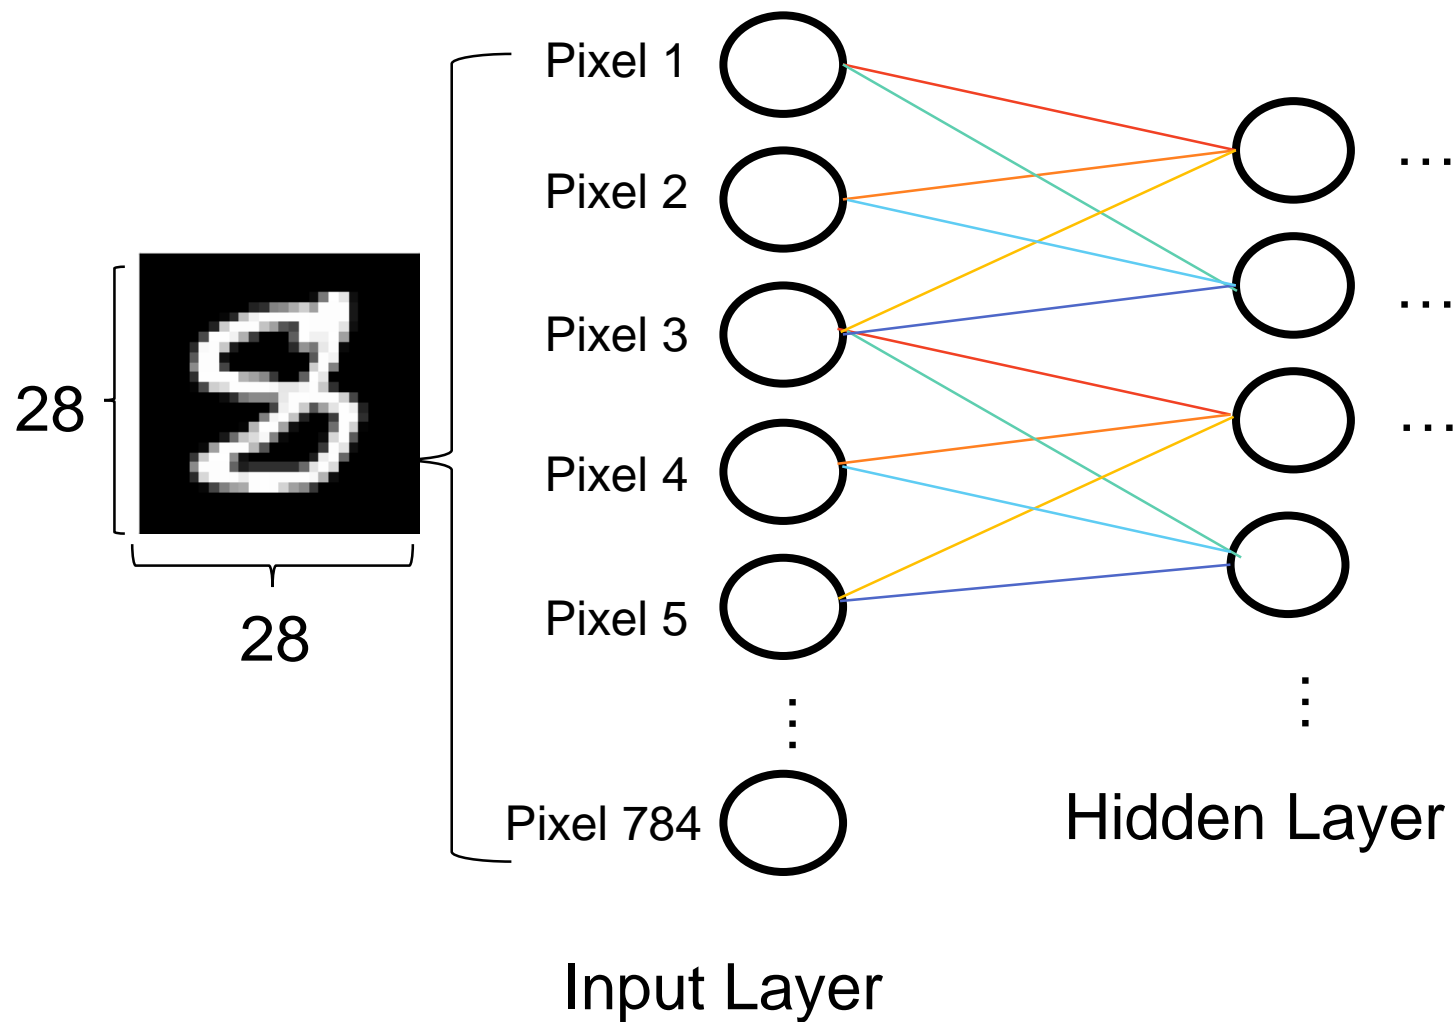 Pixel 1
Pixel 2
Pixel 3
Pixel 4
Pixel 5
⋮
Pixel 784
28
28
…
…
…
⋮
Hidden Layer
Input Layer